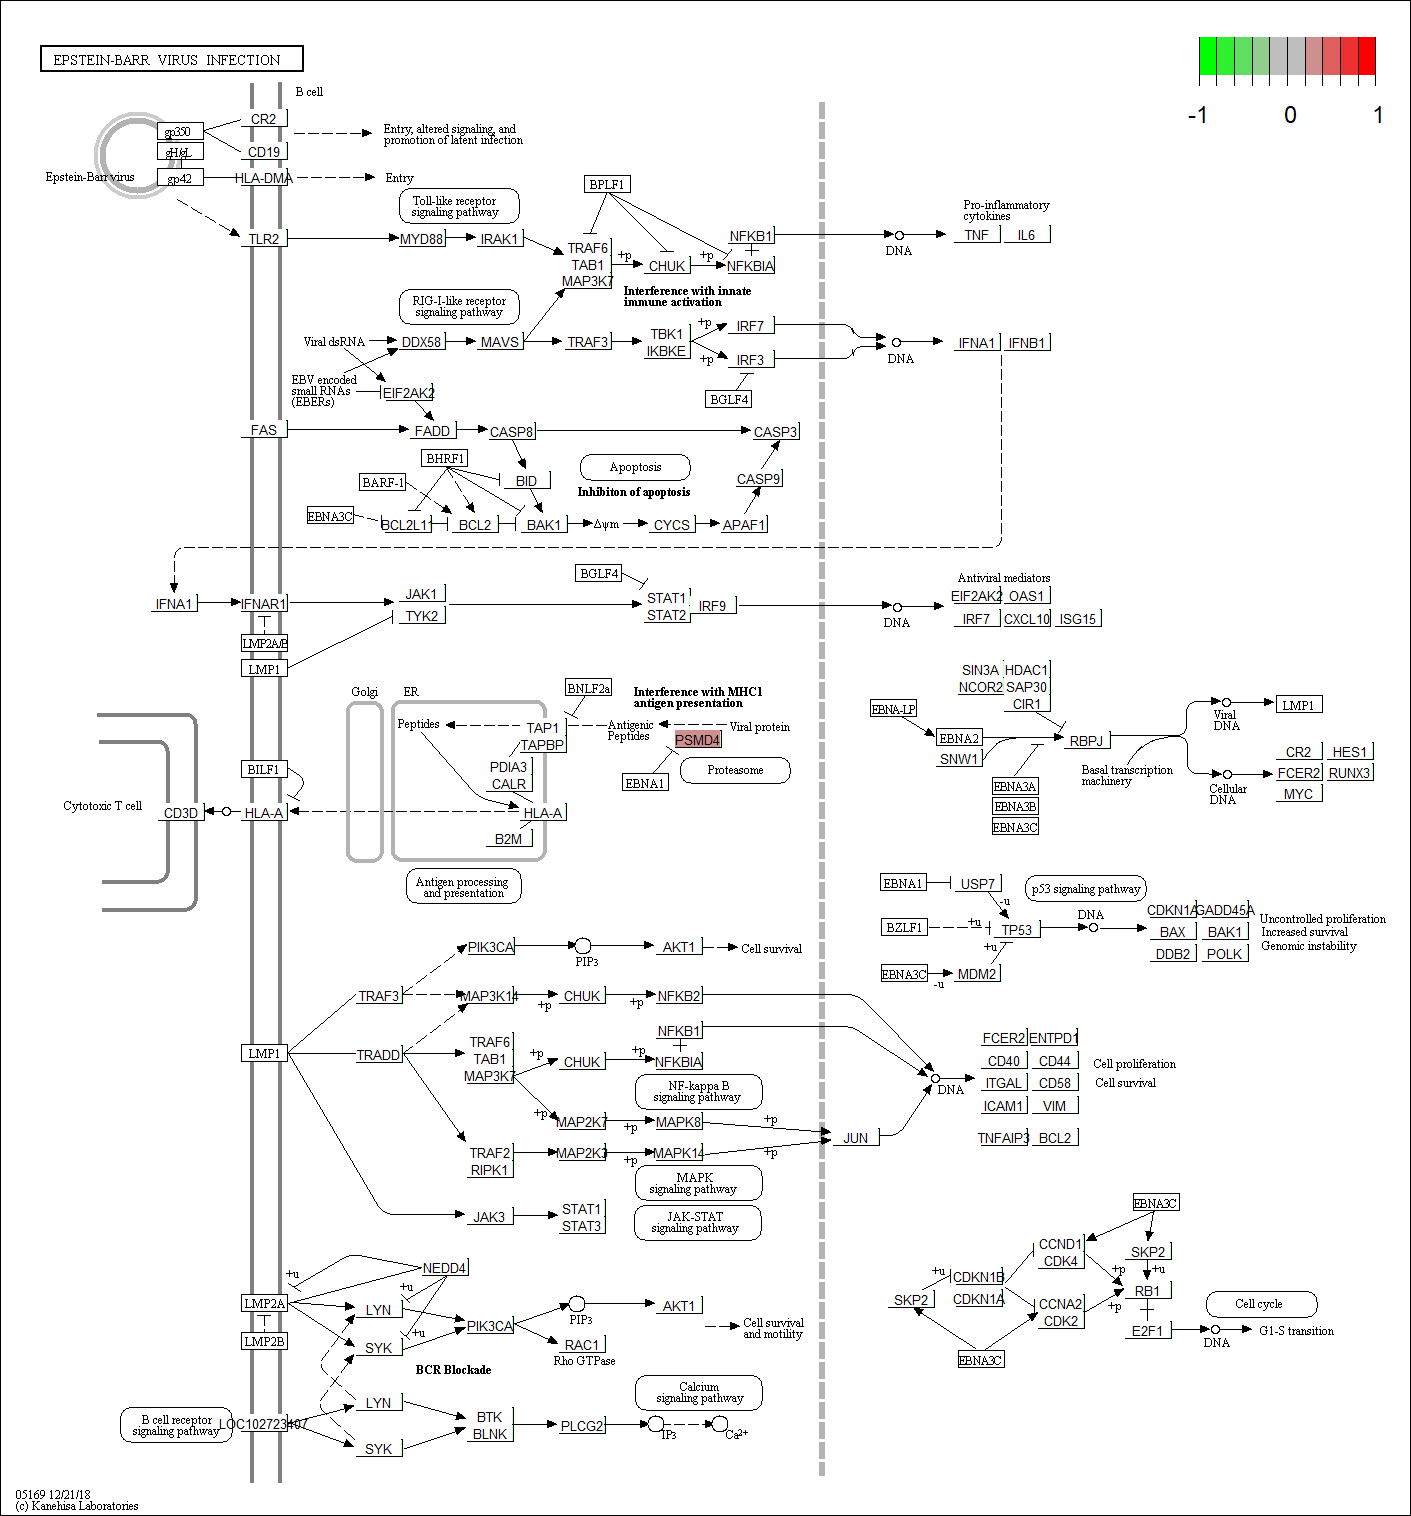 EPSTEIN-BARR VIRUS INFECTION
-1 0 1
B cell
gp350
CR2
Entry, altered signaling, and
promotion of latent infection
gH/gL
CD19
Epstein-Barr virus
gp42
HLA-DMA
Entry
BPLF1
Toll-like receptor
signaling pathway
Pro-inflammatory
cytokines
TLR2
MYD88
IRAK1
TRAF6
TAB1
MAP3K7
+p
CHUK
+p
NFKB1
NFKBIA
DNA
TNF
IL6
Interference with innate
immune activation
RIG-I-like receptor
signaling pathway
Viral dsRNA
DDX58
MAVS
TRAF3
TBK1
IKBKE
+p
+p
IRF7
IRF3
DNA
IFNA1
IFNB1
EBV encoded
small RNAs
(EBERs)
EIF2AK2
BGLF4
FAS
FADD
CASP8
CASP3
BHRF1
Apoptosis
BARF-1
BID
CASP9
Inhibiton of apoptosis
EBNA3C
BCL2L11
BCL2
BAK1
Δψm
CYCS
APAF1
BGLF4
Antiviral mediators
IFNA1
IFNAR1
JAK1
TYK2
STAT1
STAT2
IRF9
DNA
EIF2AK2
OAS1
IRF7
CXCL10
ISG15
LMP2A/B
LMP1
Golgi
ER
BNLF2a
Interference with MHC1
antigen presentation
Peptides
TAP1
TAPBP
Antigenic
Peptides
Viral protein
PSMD4
PDIA3
CALR
EBNA1
Proteasome
BILF1
Cytotoxic T cell
CD3D
HLA-A
HLA-A
B2M
Antigen processing
and presentation
SIN3A
HDAC1
NCOR2
SAP30
CIR1
EBNA-LP
EBNA2
SNW1
RBPJ
Viral
DNA
LMP1
Basal transcription
machinery
EBNA3A
EBNA3B
EBNA3C
Cellular
DNA
CR2
HES1
FCER2
RUNX3
MYC
EBNA1
USP7
p53 signaling pathway
-u
BZLF1
+u
TP53
DNA
CDKN1A
GADD45A
BAX
BAK1
DDB2
POLK
Uncontrolled proliferation
Increased survival
Genomic instability
+u
EBNA3C
-u
MDM2
PIK3CA
PIP3
AKT1
Cell survival
TRAF3
MAP3K14
+p
CHUK
+p
NFKB2
LMP1
TRADD
TRAF6
TAB1
MAP3K7
+p
CHUK
+p
NFKB1
NFKBIA
NF-kappa B
signaling pathway
+p
MAP2K7
+p
MAPK8
+p
TRAF2
RIPK1
MAP2K3
+p
MAPK14
+p
JUN
MAPK
signaling pathway
JAK3
STAT1
STAT3
JAK-STAT
signaling pathway
DNA
FCER2
ENTPD1
CD40
CD44
ITGAL
CD58
ICAM1
VIM
TNFAIP3
BCL2
Cell proliferation
Cell survival
+u
NEDD4
LMP2A
LMP2B
+u
LYN
+u
SYK
PIK3CA
PIP3
AKT1
RAC1
Rho GTPase
Cell survival
and motility
BCR Blockade
B cell receptor
signaling pathway
LOC102723407
LYN
SYK
BTK
BLNK
PLCG2
IP3
Ca2+
Calcium
signaling pathway
EBNA3C
CCND1
CDK4
SKP2
+u
+u
CDKN1B
CDKN1A
SKP2
+p
+p
RB1
CCNA2
CDK2
E2F1
DNA
Cell cycle
G1-S transition
EBNA3C
05169 12/21/18
(c) Kanehisa Laboratories